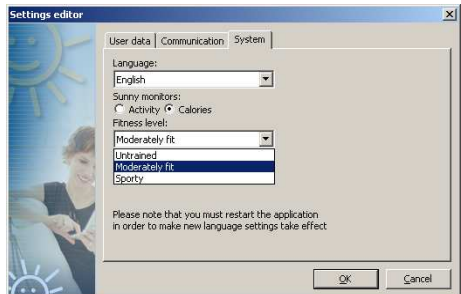 Settings editor
User data Communication System
Language:
English
Sunny monitors:
Activity Calories
Fitness level:
Moderately fit
Untrained
Moderately fit
Sporty
Please note that you must restart the application
in order to make new language settings take effect
OK Cancel